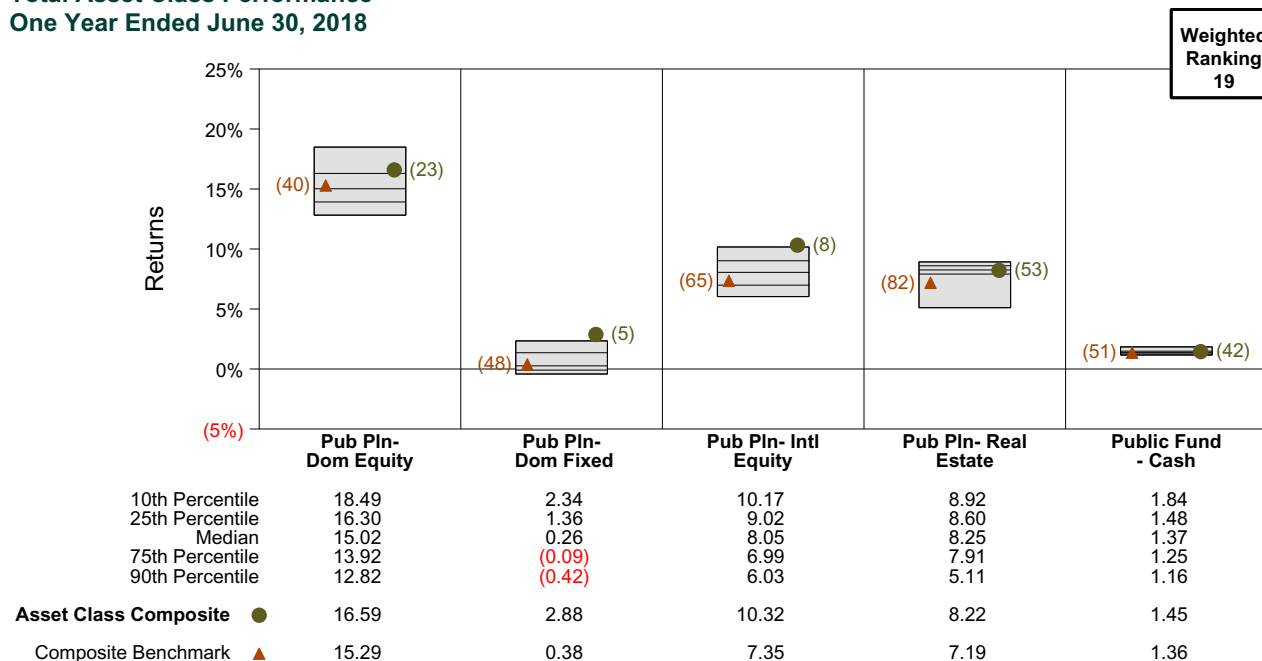 One Year Ended June 30, 2018
Weighted
Ranking
19
Returns
25%
20%
15%
10%
5%
0%
(5%)
(40) (23)
(48) (5)
(65) (8)
(82) (53)
(51) (42)
Pub Pln- Dom Equity
Pub Pln- Dom Fixed
Pub Pln- Intl Equity
Pub Pln- Real Estate
Public Fund - Cash
10th Percentile 18.49 2.34 10.17 8.92 1.84
25th Percentile 16.30 1.36 9.02 8.60 1.48
Median 15.02 0.26 8.05 8.25 1.37
75th Percentile 13.92 (0.09) 6.99 7.91 1.25
90th Percentile 12.82 (0.42) 6.03 5.11 1.16
Asset Class Composite 16.59 2.88 10.32 8.22 1.45
Composite Benchmark 15.29 0.38 7.35 7.19 1.36